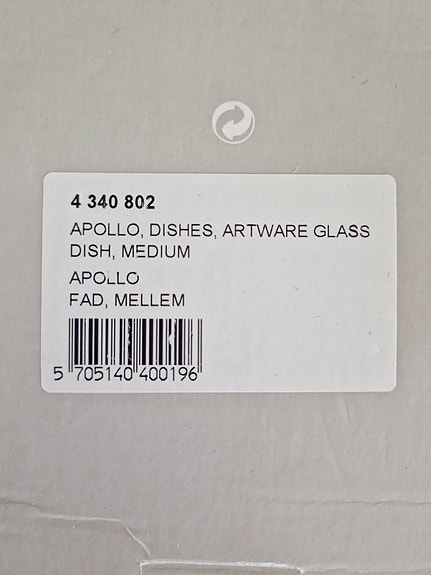 4 340 802
APOLLO, DISHES, ARTWARE GLASS
DISH, MEDIUM
APOLLO
FAD, MELLEM
5 705140 400196